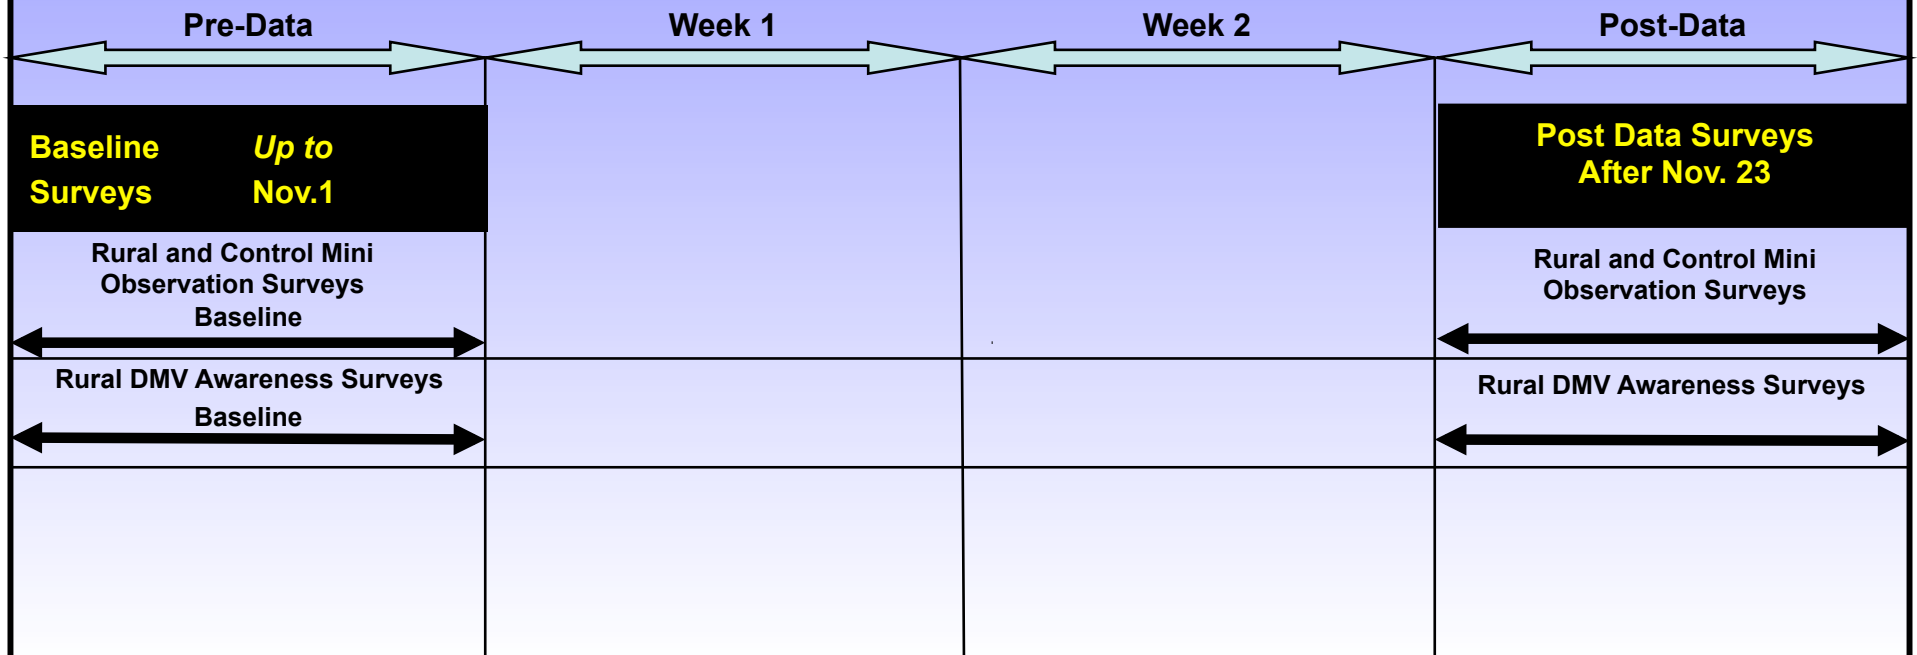 Pre-Data
Week 1
Week 2
Post-Data
Baseline Up to
Surveys Nov.1
Post Data Surveys
After Nov. 23
Rural and Control Mini
Observation Surveys
Baseline
Rural and Control Mini
Observation Surveys
Rural DMV Awareness Surveys
Baseline
Rural DMV Awareness Surveys